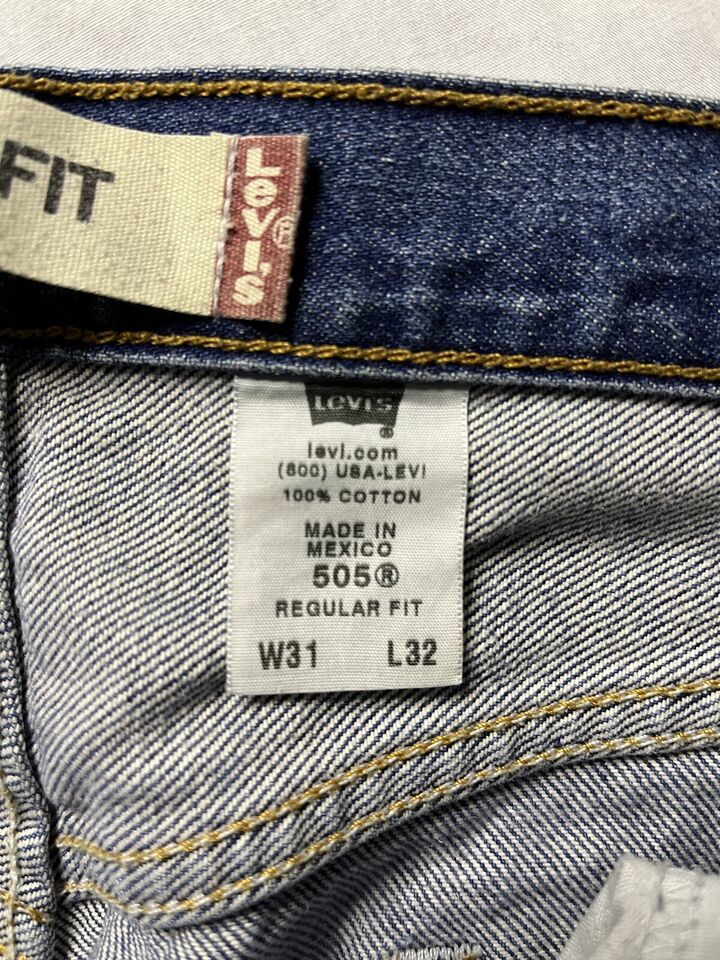 FIT
LEVI'S
®
LEVI'S
®
levi.com
(800) USA-LEVI
100% COTTON
MADE IN
MEXICO
505®
REGULAR FIT
W31 L32